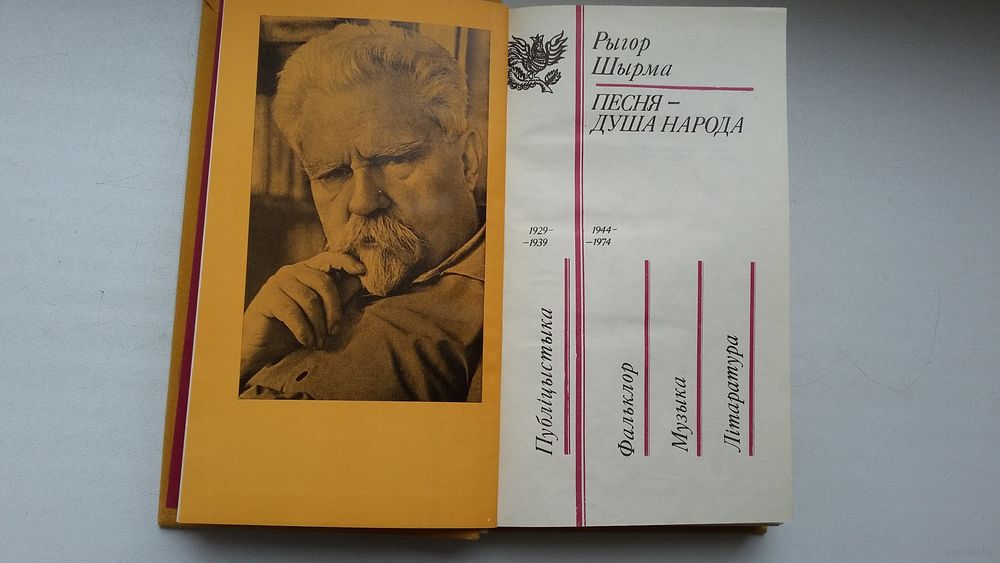 Рыгор
Шырма
ПЕСНЯ –
ДУША НАРОДА
1929–
–1939
1944–
–1974
Публіцыстыка
Фальклор
Музыка
Літаратура